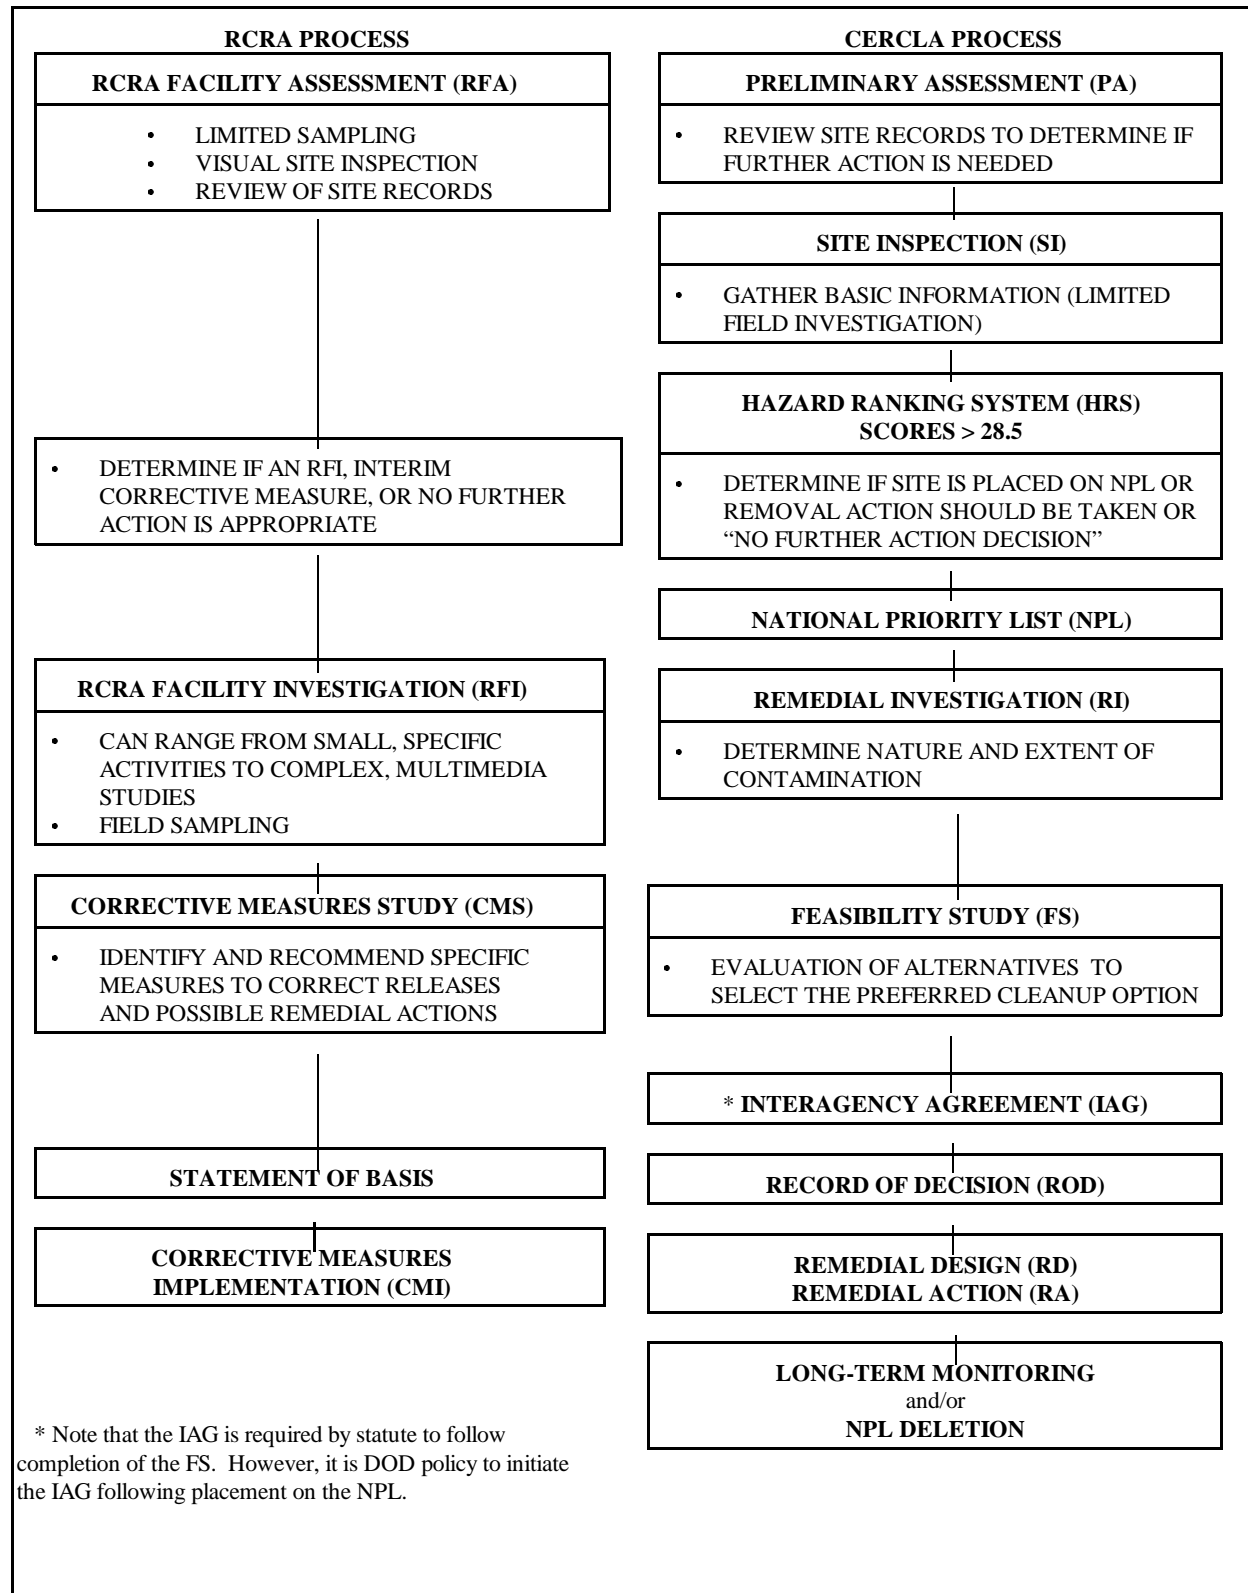 RCRA PROCESS
RCRA FACILITY ASSESSMENT (RFA)
• LIMITED SAMPLING
• VISUAL SITE INSPECTION
• REVIEW OF SITE RECORDS
• DETERMINE IF AN RFI, INTERIM
CORRECTIVE MEASURE, OR NO FURTHER
ACTION IS APPROPRIATE
RCRA FACILITY INVESTIGATION (RFI)
• CAN RANGE FROM SMALL, SPECIFIC
ACTIVITIES TO COMPLEX, MULTIMEDIA
STUDIES
• FIELD SAMPLING
CORRECTIVE MEASURES STUDY (CMS)
• IDENTIFY AND RECOMMEND SPECIFIC
MEASURES TO CORRECT RELEASES
AND POSSIBLE REMEDIAL ACTIONS
STATEMENT OF BASIS
CORRECTIVE MEASURES
IMPLEMENTATION (CMI)
CERCLA PROCESS
PRELIMINARY ASSESSMENT (PA)
• REVIEW SITE RECORDS TO DETERMINE IF
FURTHER ACTION IS NEEDED
SITE INSPECTION (SI)
• GATHER BASIC INFORMATION (LIMITED
FIELD INVESTIGATION)
HAZARD RANKING SYSTEM (HRS)
SCORES > 28.5
• DETERMINE IF SITE IS PLACED ON NPL OR
REMOVAL ACTION SHOULD BE TAKEN OR
“NO FURTHER ACTION DECISION”
NATIONAL PRIORITY LIST (NPL)
REMEDIAL INVESTIGATION (RI)
• DETERMINE NATURE AND EXTENT OF
CONTAMINATION
FEASIBILITY STUDY (FS)
• EVALUATION OF ALTERNATIVES TO
SELECT THE PREFERRED CLEANUP OPTION
* INTERAGENCY AGREEMENT (IAG)
RECORD OF DECISION (ROD)
REMEDIAL DESIGN (RD)
REMEDIAL ACTION (RA)
LONG-TERM MONITORING
and/or
NPL DELETION
* Note that the IAG is required by statute to follow
completion of the FS. However, it is DOD policy to initiate
the IAG following placement on the NPL.